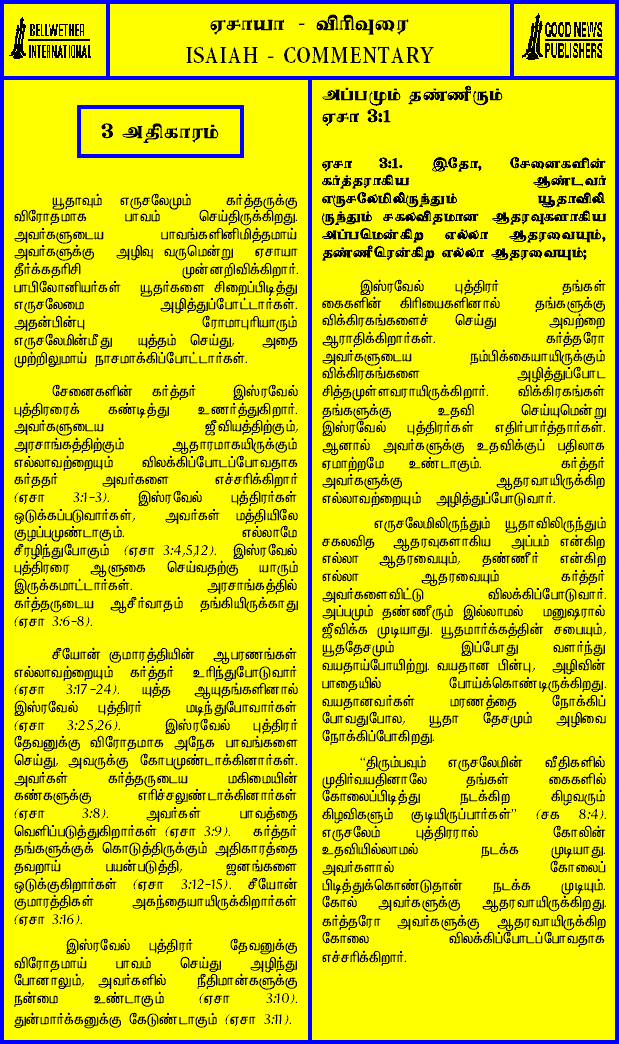 BELLWETHER
INTERNATIONAL
ஏசாயா - விரிவுரை
ISAIAH - COMMENTARY
GOOD NEWS
PUBLISHERS
3 அதிகாரம்
யூதாவும் எருசலேமும் கர்த்தருக்கு
விரோதமாக பாவம் செய்திருக்கிறது.
அவர்களுடைய பாவங்களினிமித்தமாய்
அவர்களுக்கு அழிவு வருமென்று ஏசாயா
தீர்க்கதரிசி முன்னறிவிக்கிறார்.
பாபிலோனியர்கள் யூதர்களை சிறைப்பிடித்து
எருசலேமை அழித்துப்போட்டார்கள்.
அதன்பின்பு ரோமாபுரியாரும்
எருசலேமின்மீது யுத்தம் செய்து, அதை
முற்றிலுமாய் நாசமாக்கிப்போட்டார்கள்.
சேனைகளின் கர்த்தர் இஸ்ரவேல்
புத்திரரைக் கண்டித்து உணர்த்துகிறார்.
அவர்களுடைய ஜீவியத்திற்கும்,
அரசாங்கத்திற்கும் ஆதாரமாகயிருக்கும்
எல்லாவற்றையும் விலக்கிப்போடப்போவதாக
கர்ததர் அவர்களை எச்சரிக்கிறார்
(ஏசா 3:1-3). இஸ்ரவேல் புத்திரர்கள்
ஒடுக்கப்படுவார்கள், அவர்கள் மத்தியிலே
குழப்பமுண்டாகும். எல்லாமே
சீரழிந்துபோகும் (ஏசா 3:4,5,12). இஸ்ரவேல்
புத்திரரை ஆளுகை செய்வதற்கு யாரும்
இருக்கமாட்டார்கள். அரசாங்கத்தில்
கர்த்தருடைய ஆசீர்வாதம் தங்கியிருக்காது
(ஏசா 3:6-8).
சீயோன் குமாரத்தியின் ஆபரணங்கள்
எல்லாவற்றையும் கர்த்தர் உரிந்துபோடுவார்
(ஏசா 3:17-24). யுத்த ஆயுதங்களினால்
இஸ்ரவேல் புத்திரர் மடிந்துபோவார்கள்
(ஏசா 3:25,26). இஸ்ரவேல் புத்திரர்
தேவனுக்கு விரோதமாக அநேக பாவங்களை
செய்து, அவருக்கு கோபமுண்டாக்கினார்கள்.
அவர்கள் கர்த்தருடைய மகிமையின்
கண்களுக்கு எரிச்சலுண்டாக்கினார்கள்
(ஏசா 3:8). அவர்கள் பாவத்தை
வெளிப்படுத்துகிறார்கள் (ஏசா 3:9). கர்த்தர்
தங்களுக்குக் கொடுத்திருக்கும் அதிகாரத்தை
தவறாய் பயன்படுத்தி, ஜனங்களை
ஒடுக்குகிறார்கள் (ஏசா 3:12-15). சீயோன்
குமாரத்திகள் அகந்தையாயிருக்கிறார்கள்
(ஏசா 3:16).
இஸ்ரவேல் புத்திரர் தேவனுக்கு
விரோதமாய் பாவம் செய்து அழிந்து
போனாலும், அவர்களில் நீதிமான்களுக்கு
நன்மை உண்டாகும் (ஏசா 3:10).
துன்மார்க்கனுக்கு கேடுண்டாகும் (ஏசா 3:11).
அப்பமும் தண்ணீரும்
ஏசா 3:1
ஏசா 3:1. இதோ, சேனைகளின்
கர்த்தராகிய ஆண்டவர்
எருசலேமிலிருந்தும் யூதாவிலி
ருந்தும் சகலவிதமான ஆதரவுகளாகிய
அப்பமென்கிற எல்லா ஆதரவையும்,
தண்ணீரென்கிற எல்லா ஆதரவையும்;
இஸ்ரவேல் புத்திரர் தங்கள்
கைகளின் கிரியைகளினால் தங்களுக்கு
விக்கிரகங்களைச் செய்து அவற்றை
ஆராதிக்கிறார்கள். கர்த்தரோ
அவர்களுடைய நம்பிக்கையாயிருக்கும்
விக்கிரகங்களை அழித்துப்போட
சித்தமுள்ளவராயிருக்கிறார். விக்கிரகங்கள்
தங்களுக்கு உதவி செய்யுமென்று
இஸ்ரவேல் புத்திரர்கள் எதிர்பார்த்தார்கள்.
ஆனால் அவர்களுக்கு உதவிக்குப் பதிலாக
ஏமாற்றமே உண்டாகும். கர்த்தர்
அவர்களுக்கு ஆதரவாயிருக்கிற
எல்லாவற்றையும் அழித்துப்போடுவார்.
எருசலேமிலிருந்தும் யூதாவிலிருந்தும்
சகலவித ஆதரவுகளாகிய அப்பம் என்கிற
எல்லா ஆதரவையும், தண்ணீர் என்கிற
எல்லா ஆதரவையும் கர்த்தர்
அவர்களைவிட்டு விலக்கிப்போடுவார்.
அப்பமும் தண்ணீரும் இல்லாமல் மனுஷரால்
ஜீவிக்க முடியாது. யூதமார்க்கத்தின் சபையும்,
யூததேசமும் இப்போது வளர்ந்து
வயதாய்போயிற்று. வயதான பின்பு, அழிவின்
பாதையில் போய்க்கொண்டிருக்கிறது.
வயதானவர்கள் மரணத்தை நோக்கிப்
போவதுபோல, யூதா தேசமும் அழிவை
நோக்கிப்போகிறது.
“திரும்பவும் எருசலேமின் வீதிகளில்
முதிர்வயதினாலே தங்கள் கைகளில்
கோலைப்பிடித்து நடக்கிற கிழவரும்
கிழவிகளும் குடியிருப்பார்கள்” (சக 8:4).
எருசலேம் புத்திரரால் கோலின்
உதவியில்லாமல் நடக்க முடியாது.
அவர்களால் கோலைப்
பிடித்துக்கொண்டுதான் நடக்க முடியும்.
கோல் அவர்களுக்கு ஆதரவாயிருக்கிறது.
கர்த்தரோ அவர்களுக்கு ஆதரவாயிருக்கிற
கோலை விலக்கிப்போடப்போவதாக
எச்சரிக்கிறார்.